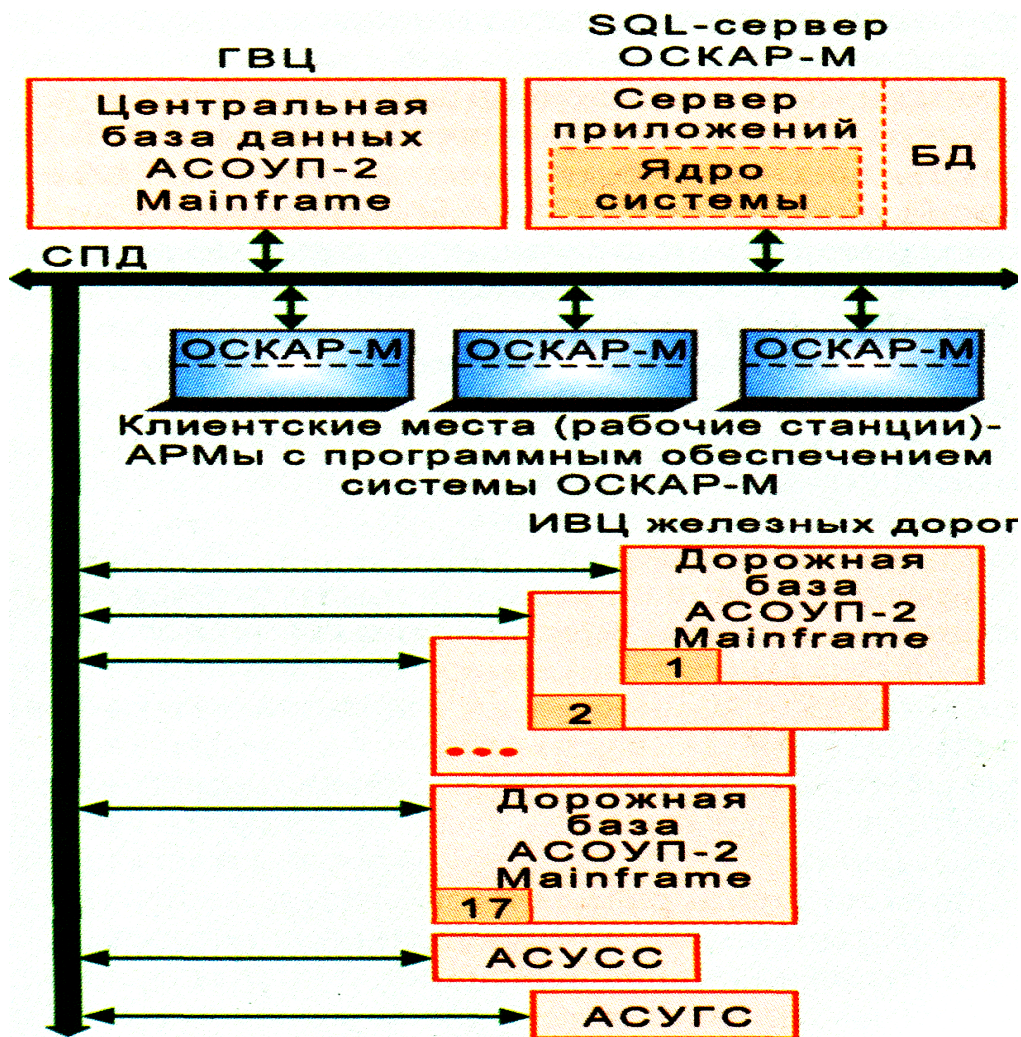 ГВЦ
Центральная
база данных
АСОУП-2
Mainframe
SQL-сервер
ОСКАР-М
Сервер
приложений
Ядро
системы
БД
СПД
ОСКАР-М
ОСКАР-М
ОСКАР-М
Клиентские места (рабочие станции)-
АРМы с программным обеспечением
системы ОСКАР-М
ИВЦ железных дорог
Дорожная
база
АСОУП-2
Mainframe
1
2
...
Дорожная
база
АСОУП-2
Mainframe
17
АСУСС
АСУГС